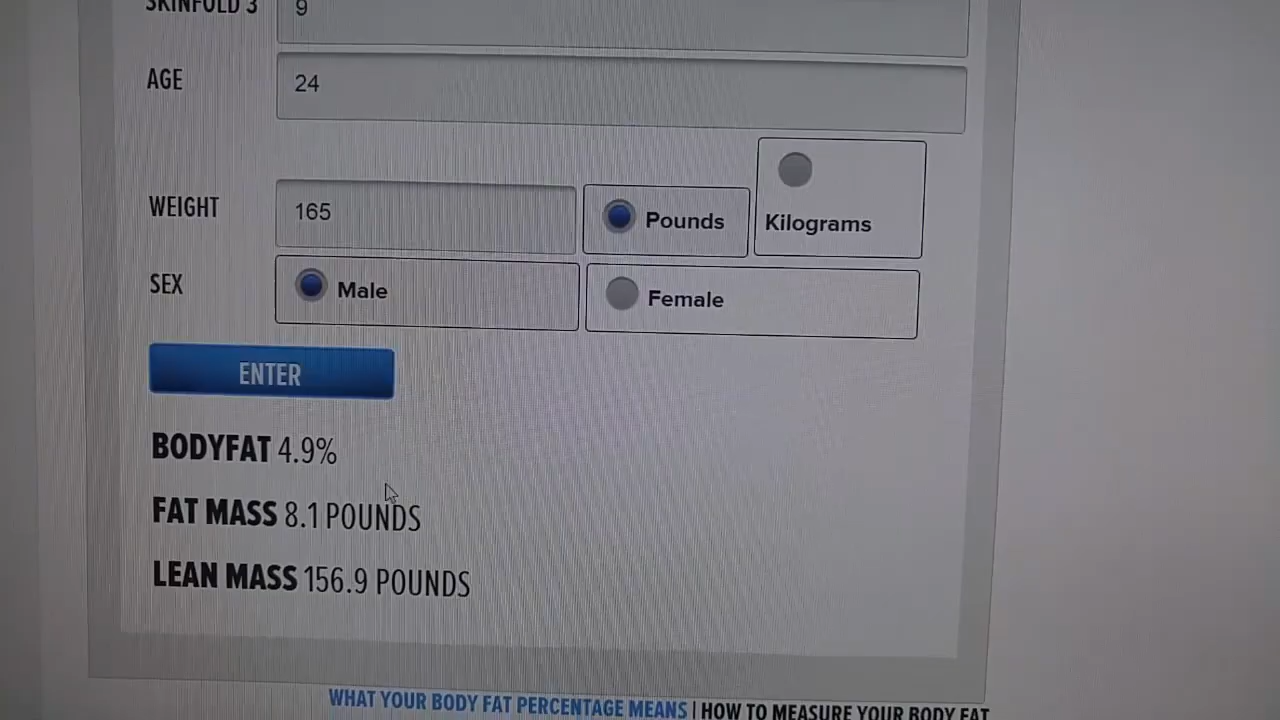 SKINFOLD 3 9
AGE 24
WEIGHT 165 Pounds Kilograms
SEX Male Female
ENTER
BODYFAT 4.9%
FAT MASS 8.1 POUNDS
LEAN MASS 156.9 POUNDS
WHAT YOUR BODY FAT PERCENTAGE MEANS | HOW TO MEASURE YOUR BODY FAT